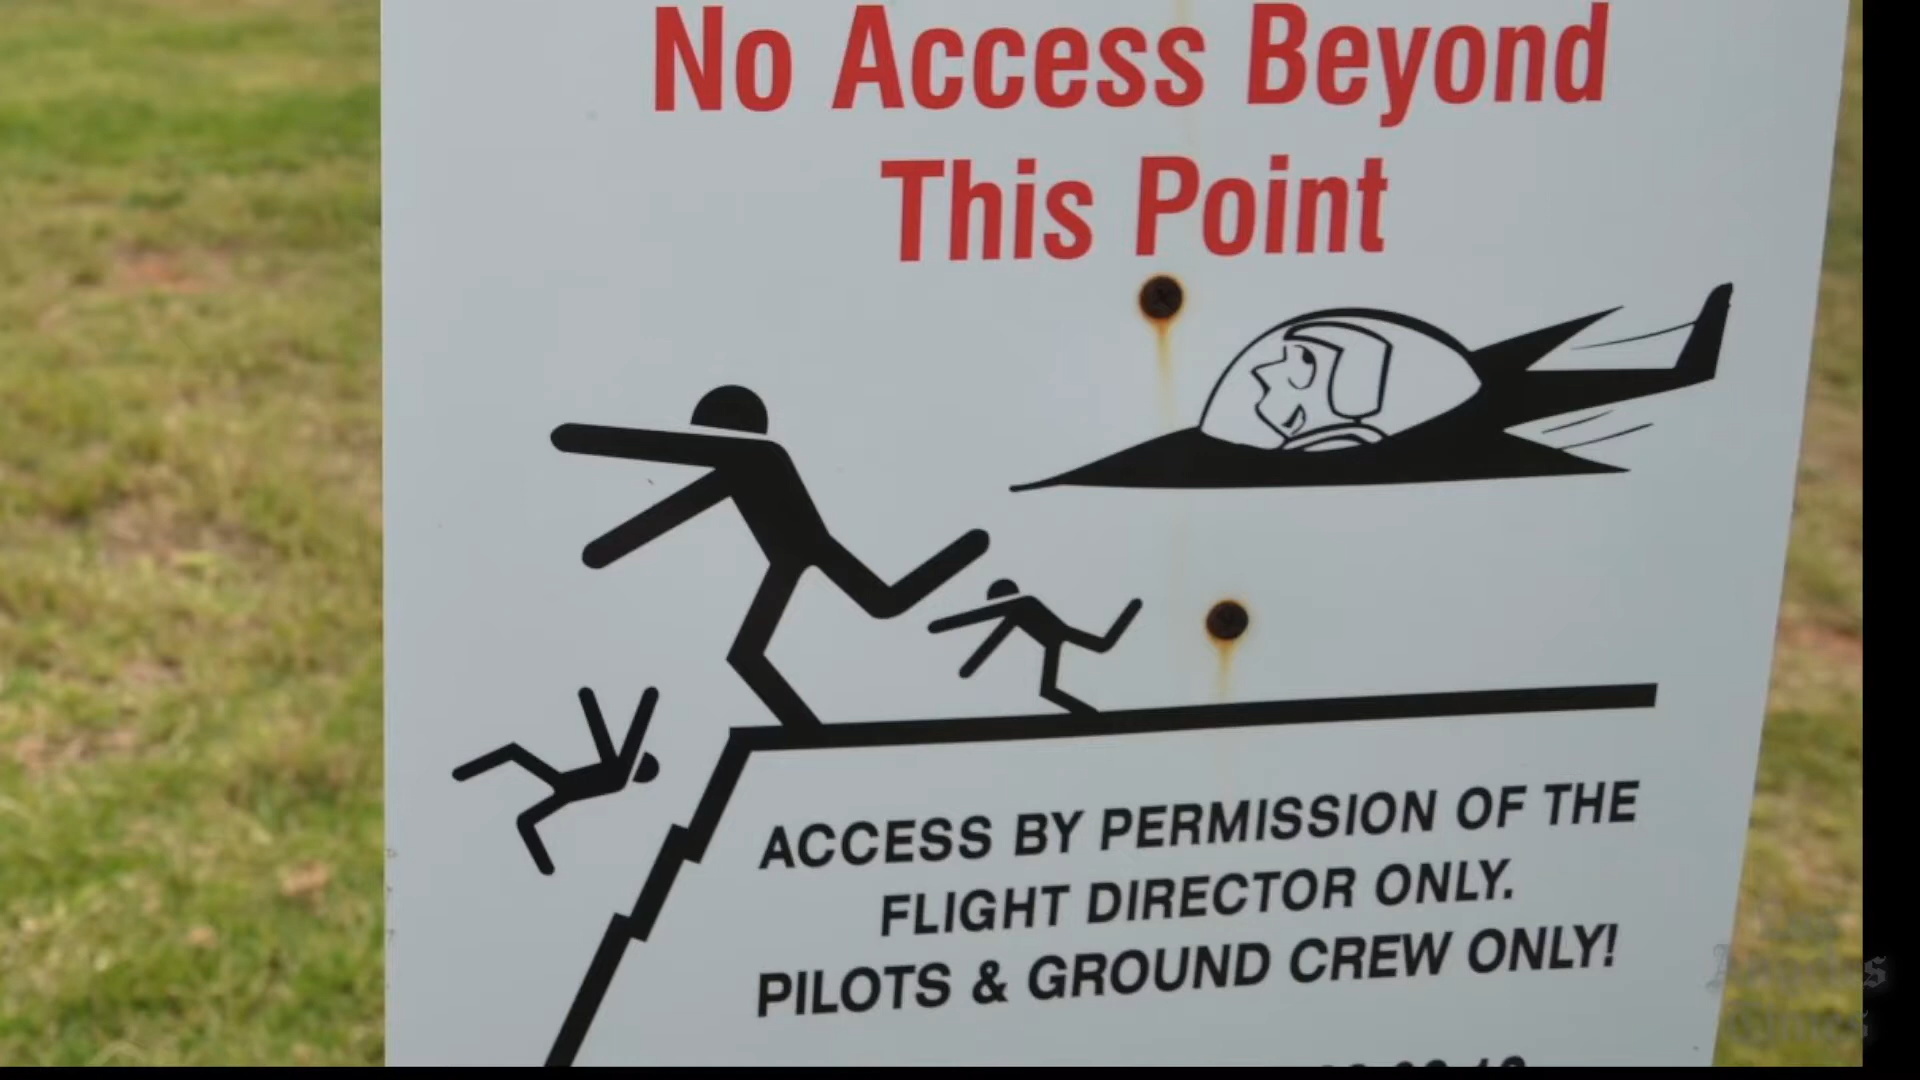 No Access Beyond
This Point
ACCESS BY PERMISSION OF THE
FLIGHT DIRECTOR ONLY.
PILOTS & GROUND CREW ONLY!